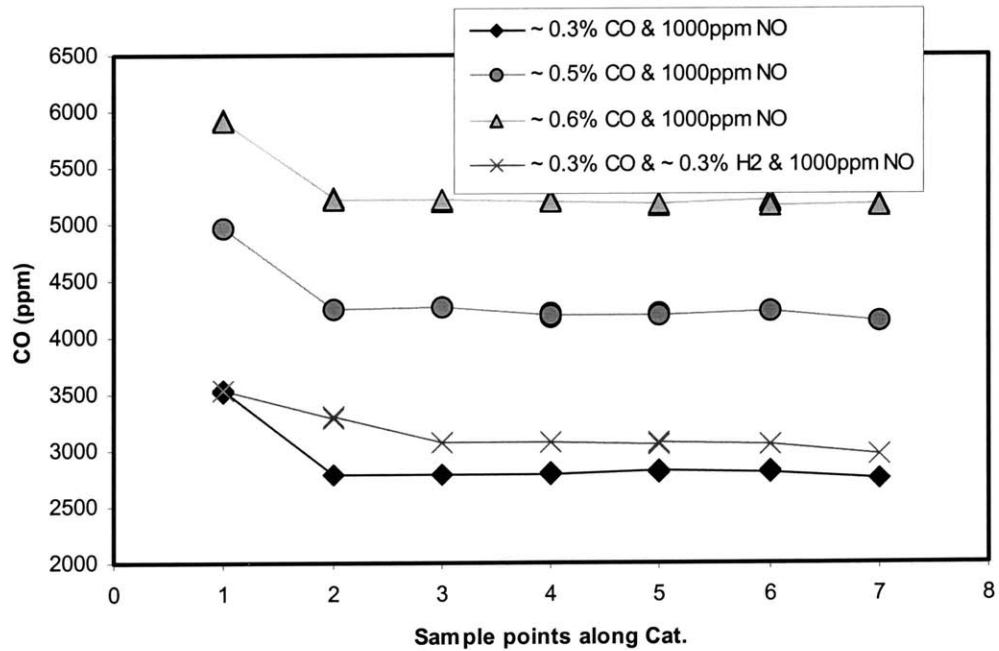 ~ 0.3% CO & 1000ppm NO
~ 0.5% CO & 1000ppm NO
~ 0.6% CO & 1000ppm NO
~ 0.3% CO & ~ 0.3% H2 & 1000ppm NO
6500
6000
5500
5000
4500
4000
3500
3000
2500
2000
CO (ppm)
0 1 2 3 4 5 6 7 8
Sample points along Cat.